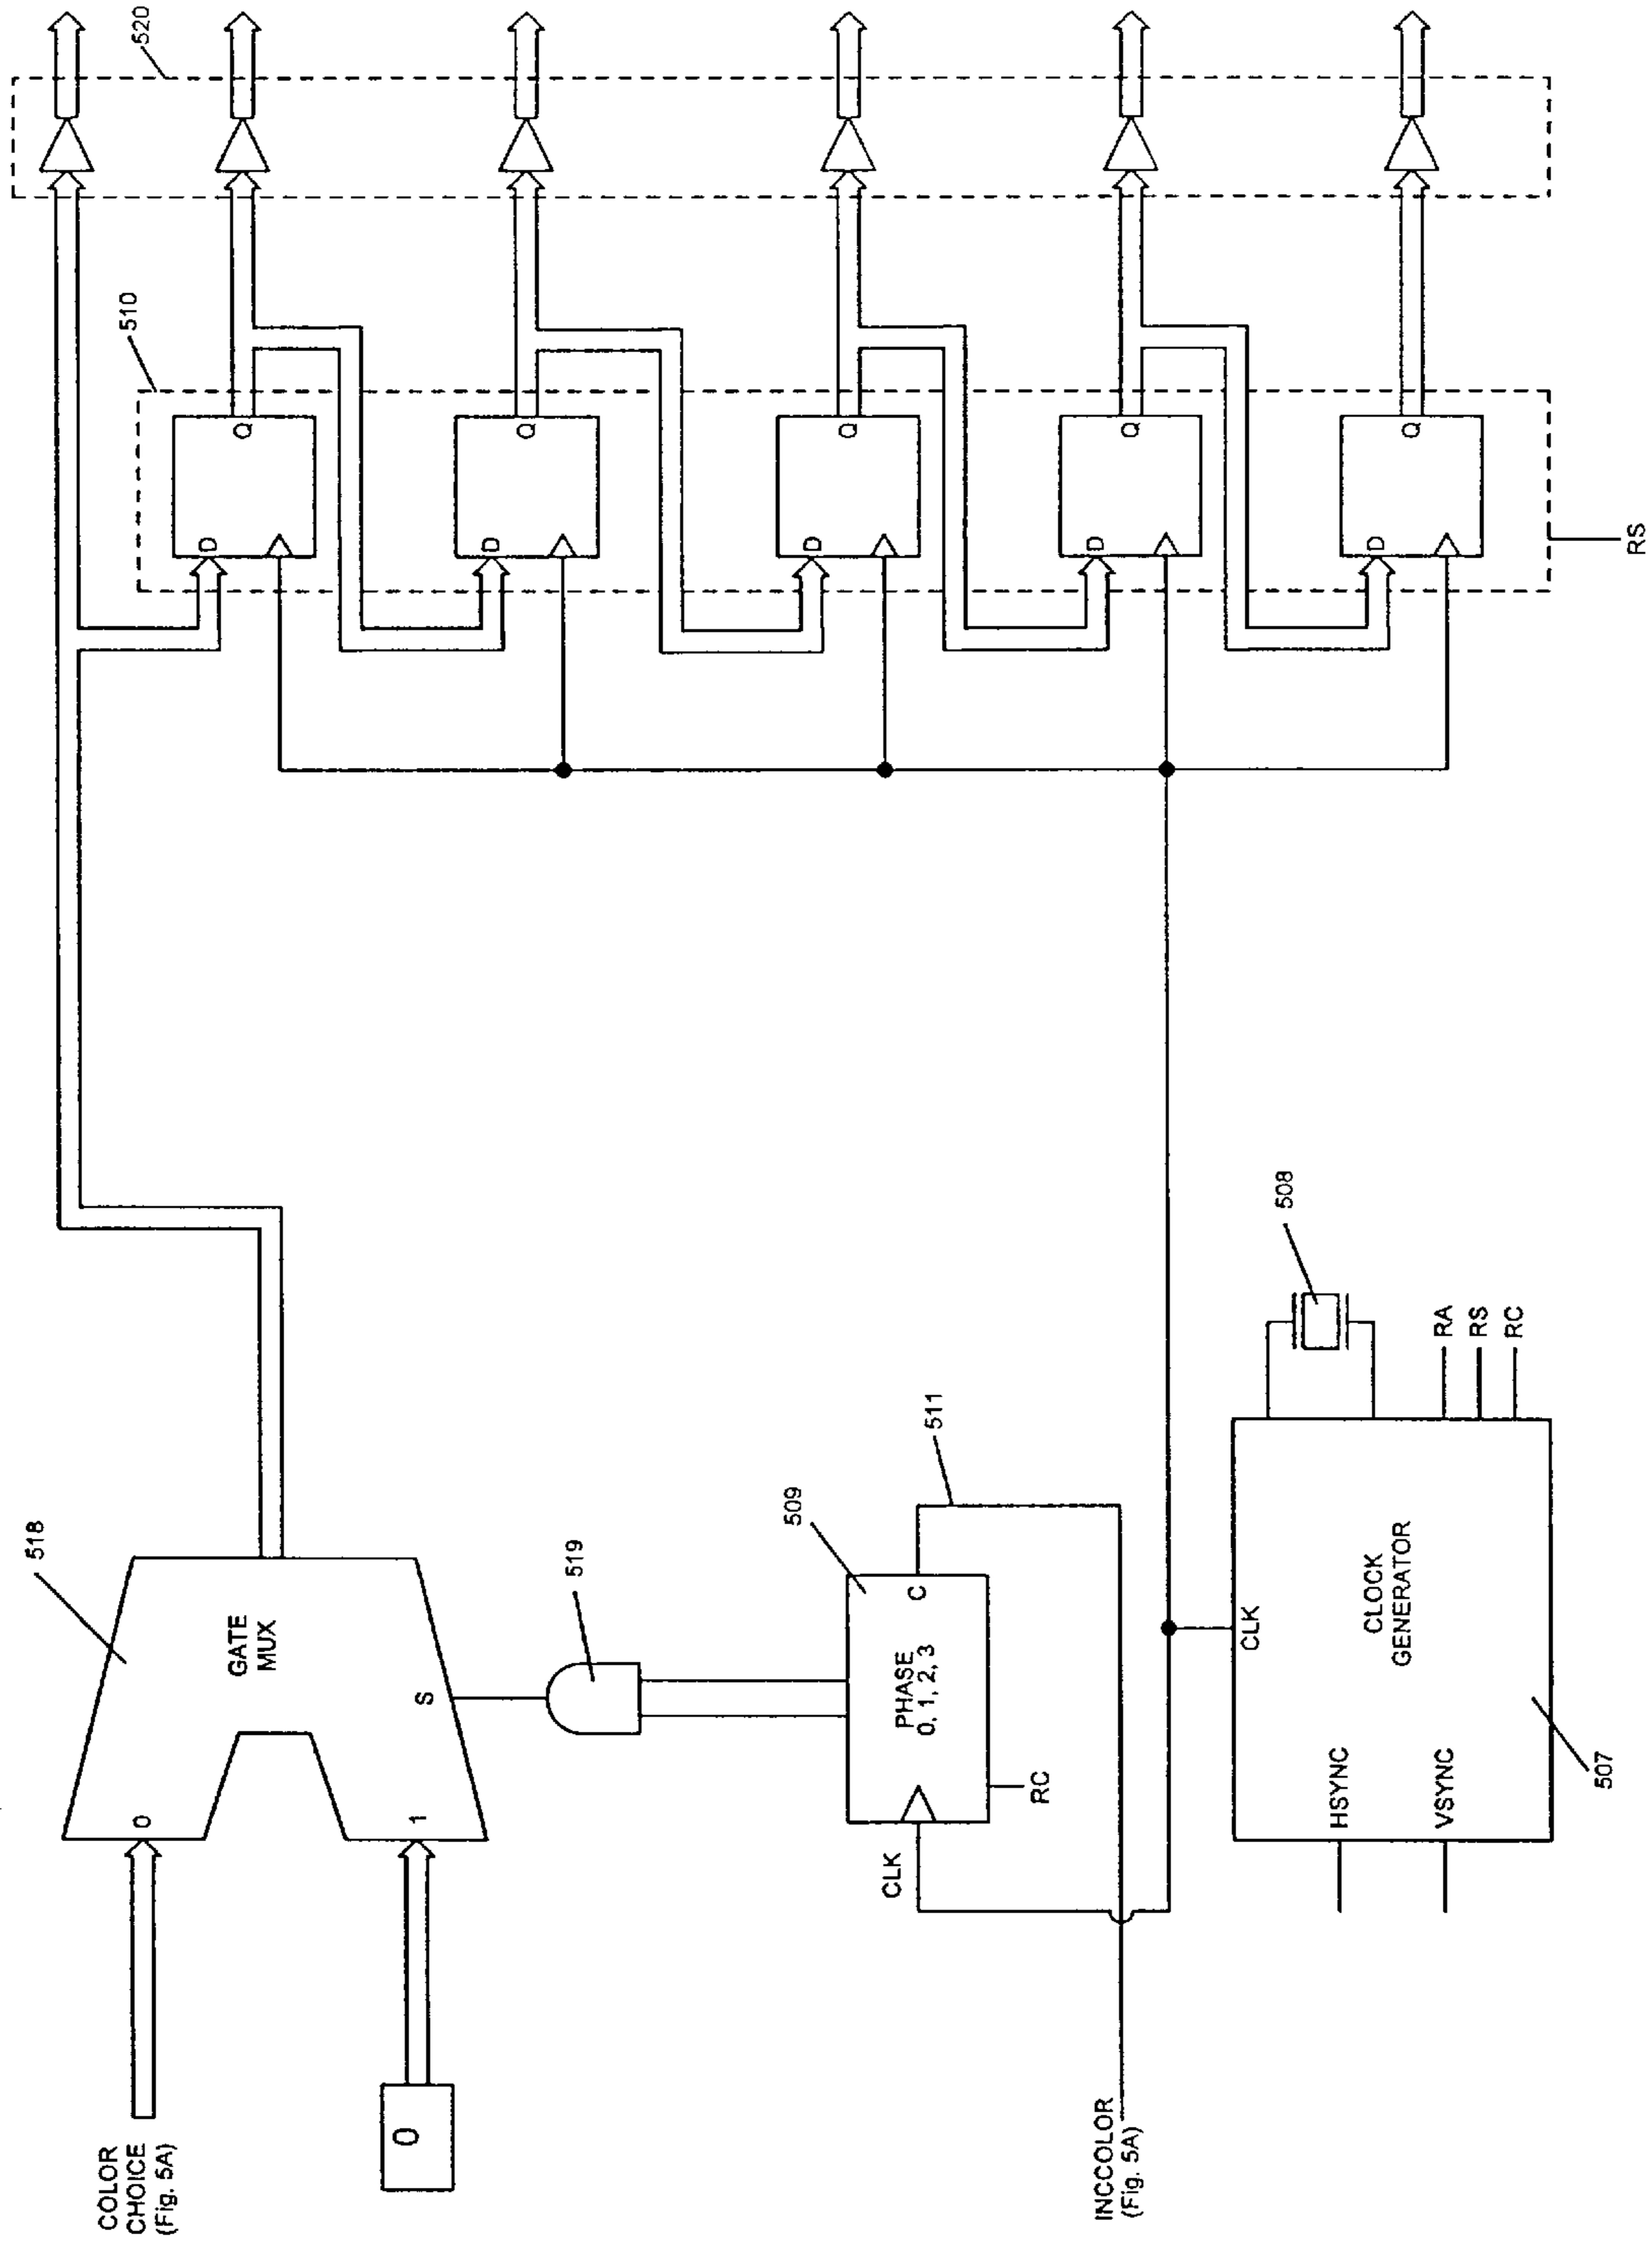 COLOR
CHOICE
(Fig. 5A)
0
0
1
GATE
MUX
S
518
519
INCCOLOR
(Fig. 5A)
CLK
PHASE
0, 1, 2, 3
C
RC
509
511
HSYNC
VSYNC
CLK
CLOCK
GENERATOR
RA
RS
RC
507
508
510
D
Q
D
Q
D
Q
D
Q
D
Q
RS
520